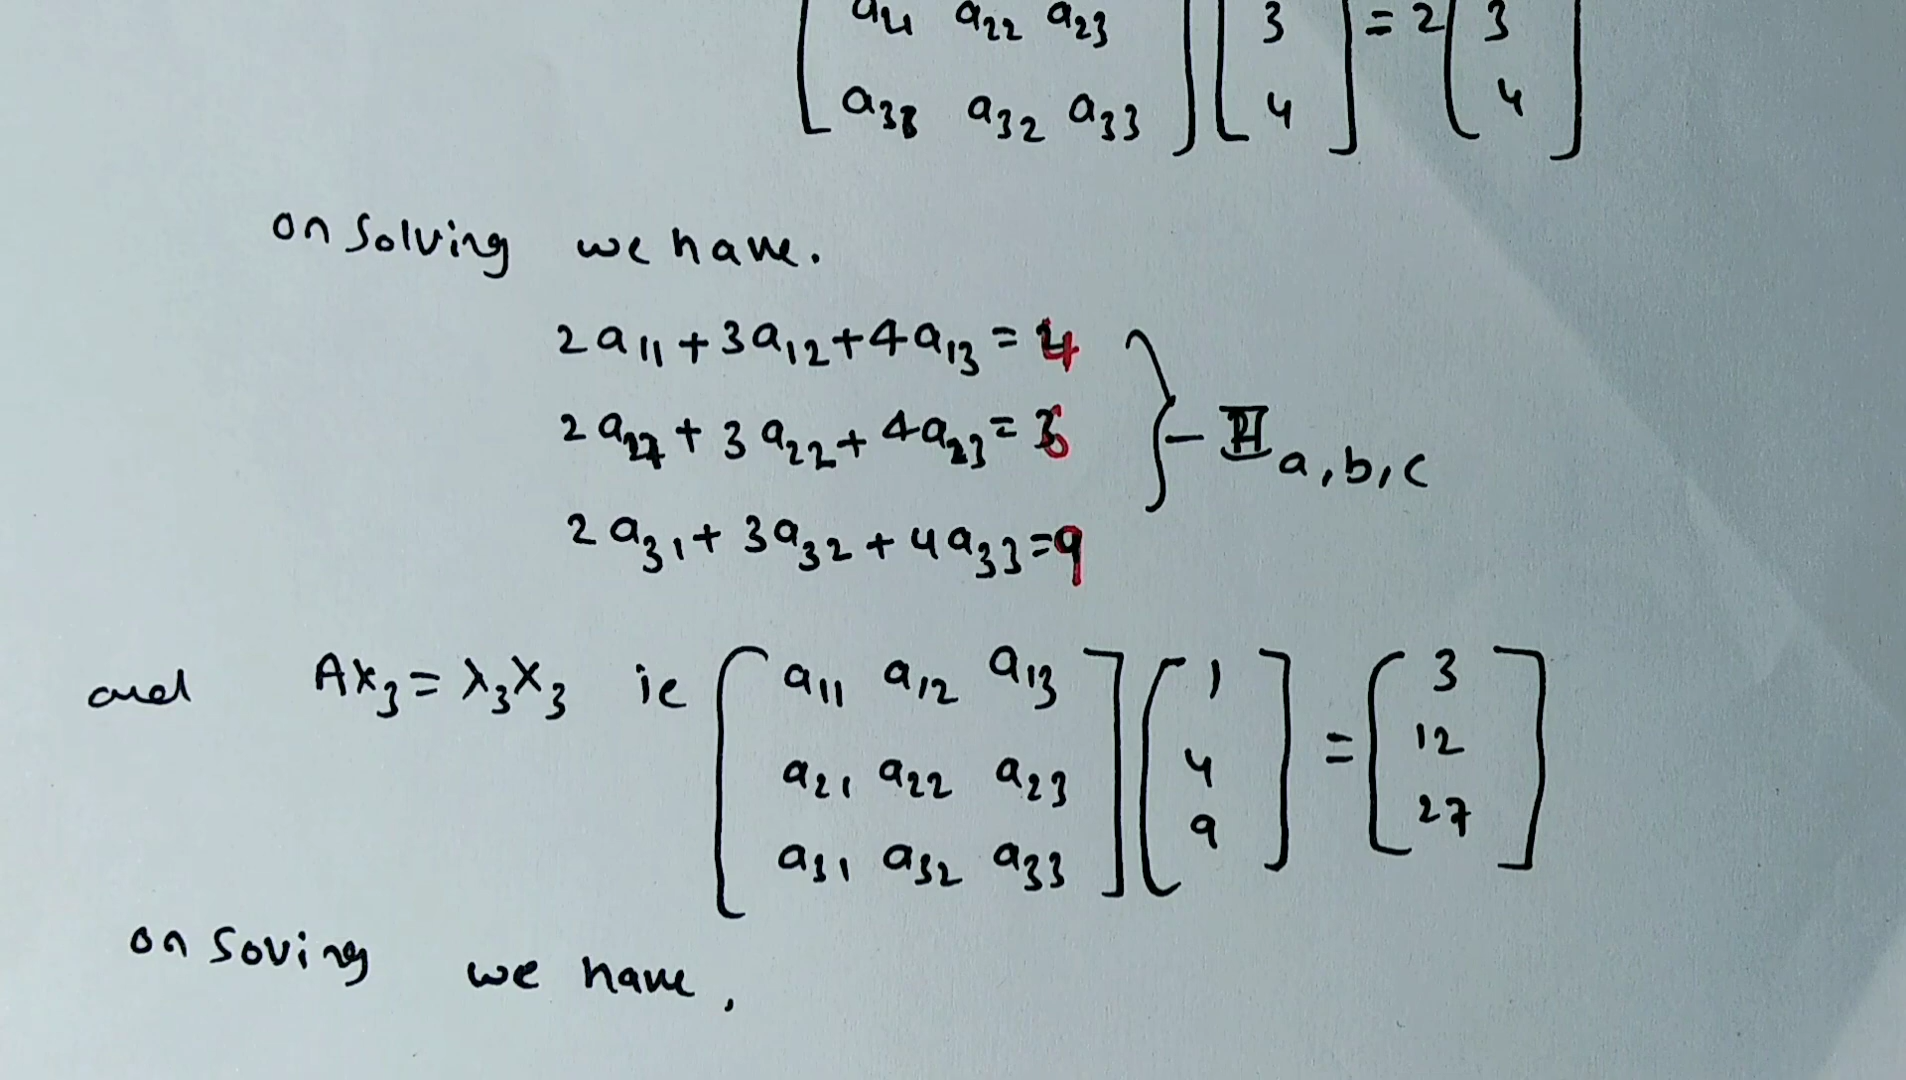 a21 a22 a23 3 = 2 3
a33 a32 a33 4 4
on Solving we have.
2a11 + 3a12 + 4a13 = 4
2a21 + 3a22 + 4a23 = 6
2a31 + 3a32 + 4a33 = 9
} - II a,b,c
and AX3 = λ3X3 ie
a11 a12 a13 1 3
a21 a22 a23 4 = 12
a31 a32 a33 9 27
on Soving we have,